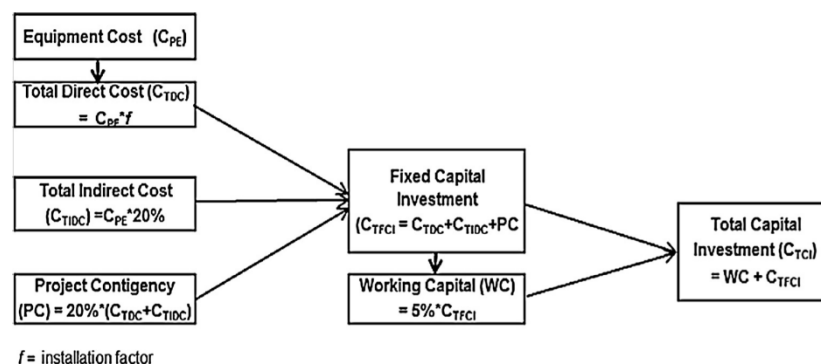 Equipment Cost (CPE)
Total Direct Cost (CTDC)
= CPE*f
Total Indirect Cost
(CTIDC) =CPE*20%
Project Contigency
(PC) = 20%*(CTDC+CTIDC)
Fixed Capital
Investment
(CTFCI = CTDC+CTIDC+PC
Working Capital (WC)
= 5%*CTFCI
Total Capital
Investment (CTCI)
= WC + CTFCI
f = installation factor